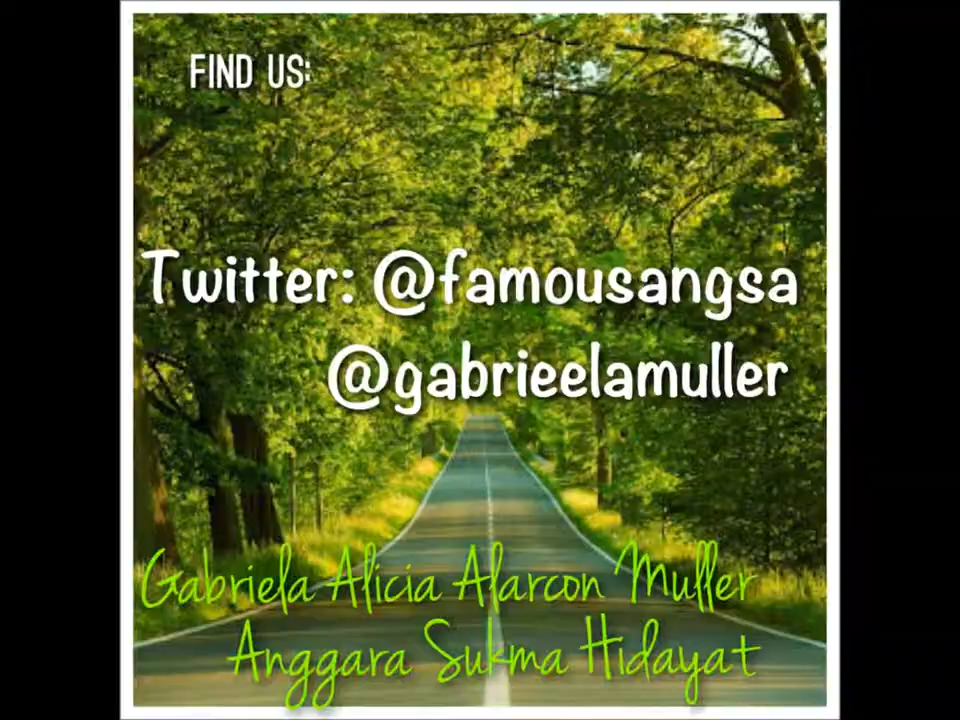 FIND US:
Twitter: @famousangsa
@gabrieelamuller
Gabriela Alicia Alarcon Muller
Anggara Sukma Hidayat